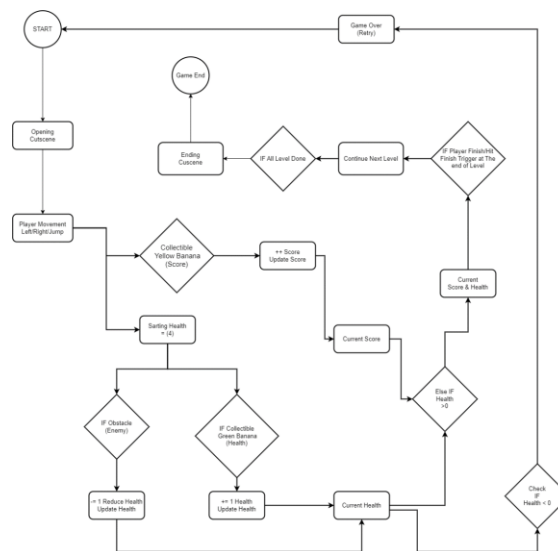 START
Game Over
(Retry)
Game End
Opening
Cutscene
Ending
Cuscene
IF All Level Done
Continue Next Level
IF Player Finish/Hit
Finish Trigger at The
end of Level
Player Movement
Left/Right/Jump
Collectible
Yellow Banana
(Score)
++ Score
Update Score
Current
Score & Health
Sarting Health
= (4)
Current Score
Else IF
Health
>0
IF Obstacle
(Enemy)
IF Collectible
Green Banana
(Health)
-= 1 Reduce Health
Update Health
+= 1 Health
Update Health
Current Health
Check
IF
Health < 0